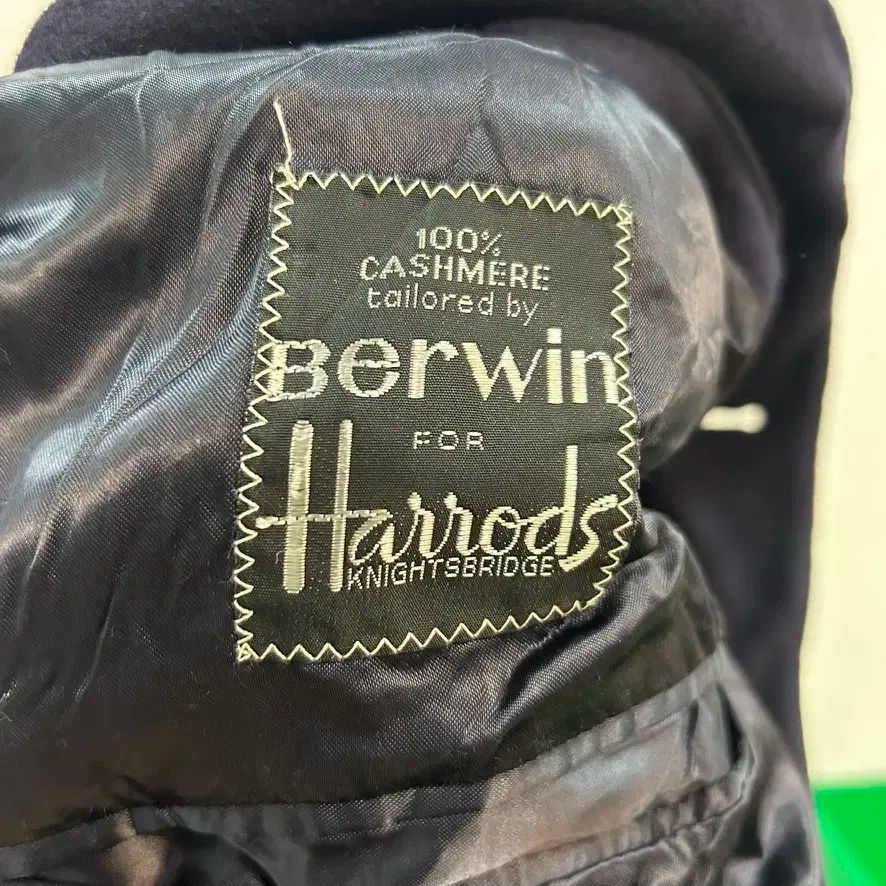 100%
CASHMERE
tailored by
Berwin
FOR
Harrods
KNIGHTSBRIDGE